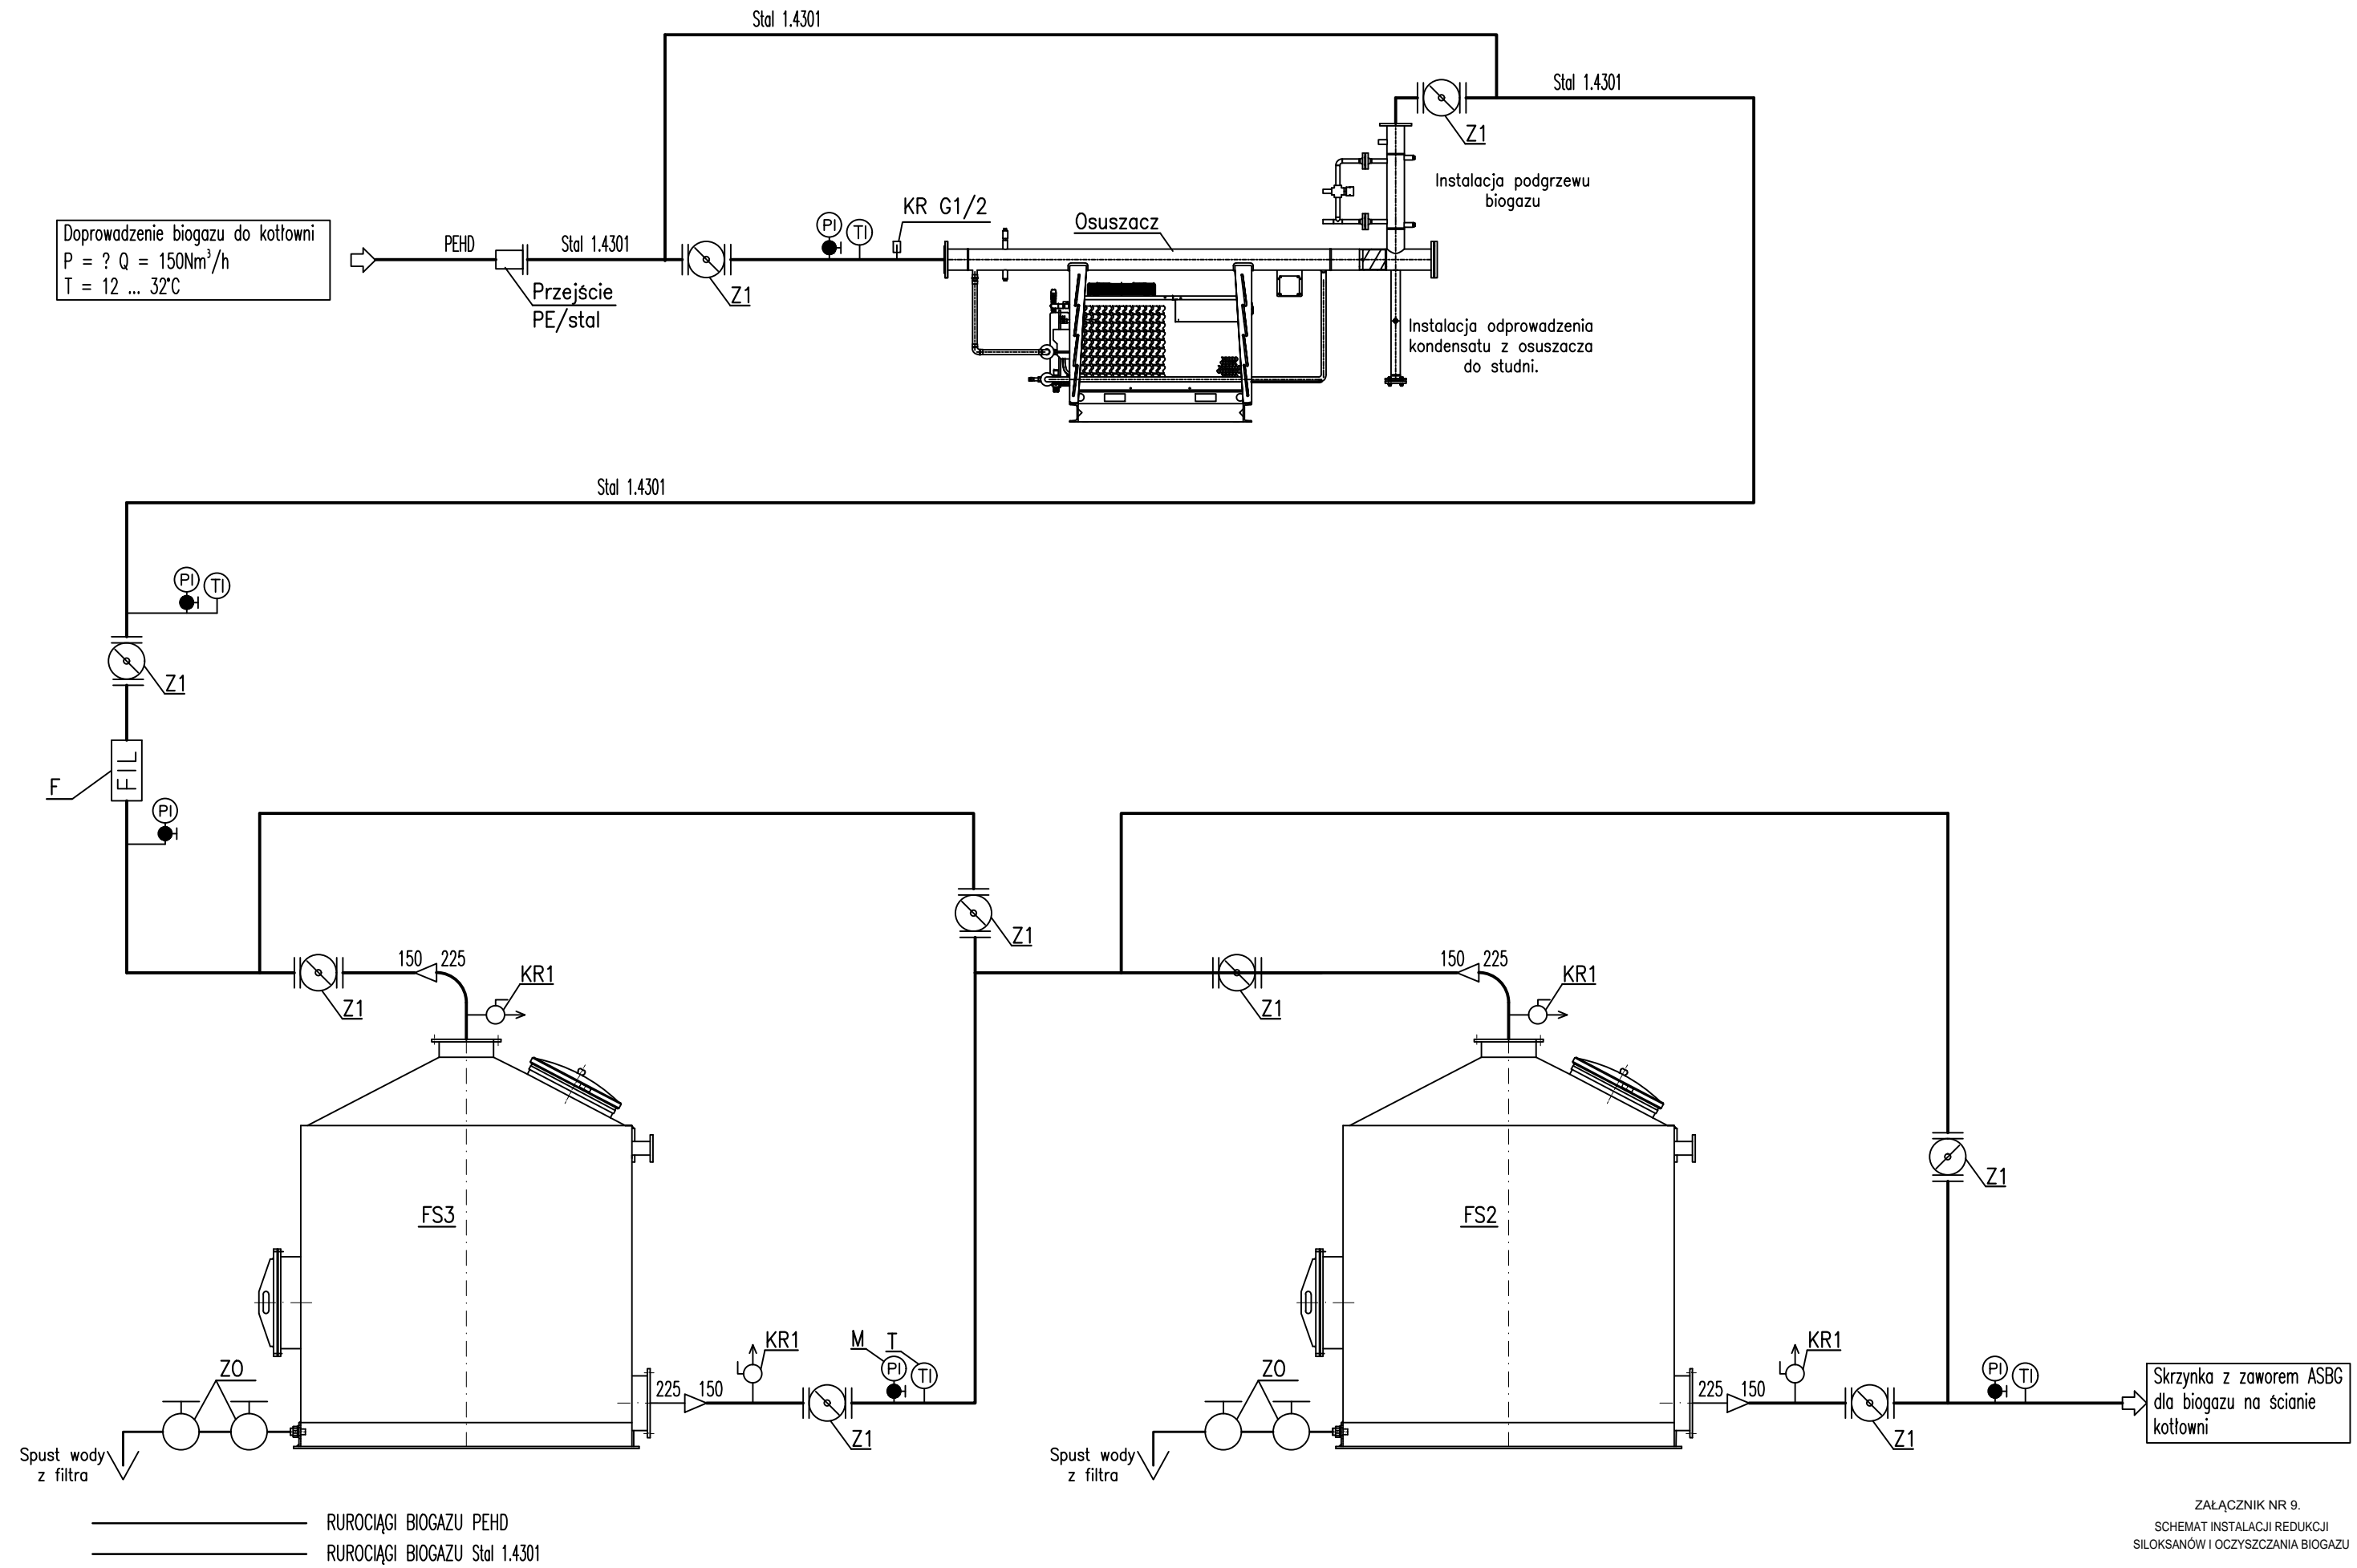 Stal 1.4301
Stal 1.4301
Z1
Instalacja podgrzewu
biogazu
KR G1/2
PI
TI
Osuszacz
Doprowadzenie biogazu do kotłowni
P = ? Q = 150Nm³/h
T = 12 ... 32°C
PEHD
Stal 1.4301
Przejście
PE/stal
Z1
Instalacja odprowadzenia
kondensatu z osuszacza
do studni.
Stal 1.4301
PI
TI
Z1
FIL
F
PI
Z1
150
225
KR1
Z1
150
225
KR1
Z1
Z1
FS3
FS2
ZO
225
150
KR1
M
T
PI
TI
Z1
Spust wody
z filtra
ZO
225
150
KR1
PI
TI
Z1
Spust wody
z filtra
Skrzynka z zaworem ASBG
dla biogazu na ścianie
kotłowni
RUROCIĄGI BIOGAZU PEHD
RUROCIĄGI BIOGAZU Stal 1.4301
ZAŁĄCZNIK NR 9.
SCHEMAT INSTALACJI REDUKCJI
SILOKSANÓW I OCZYSZCZANIA BIOGAZU